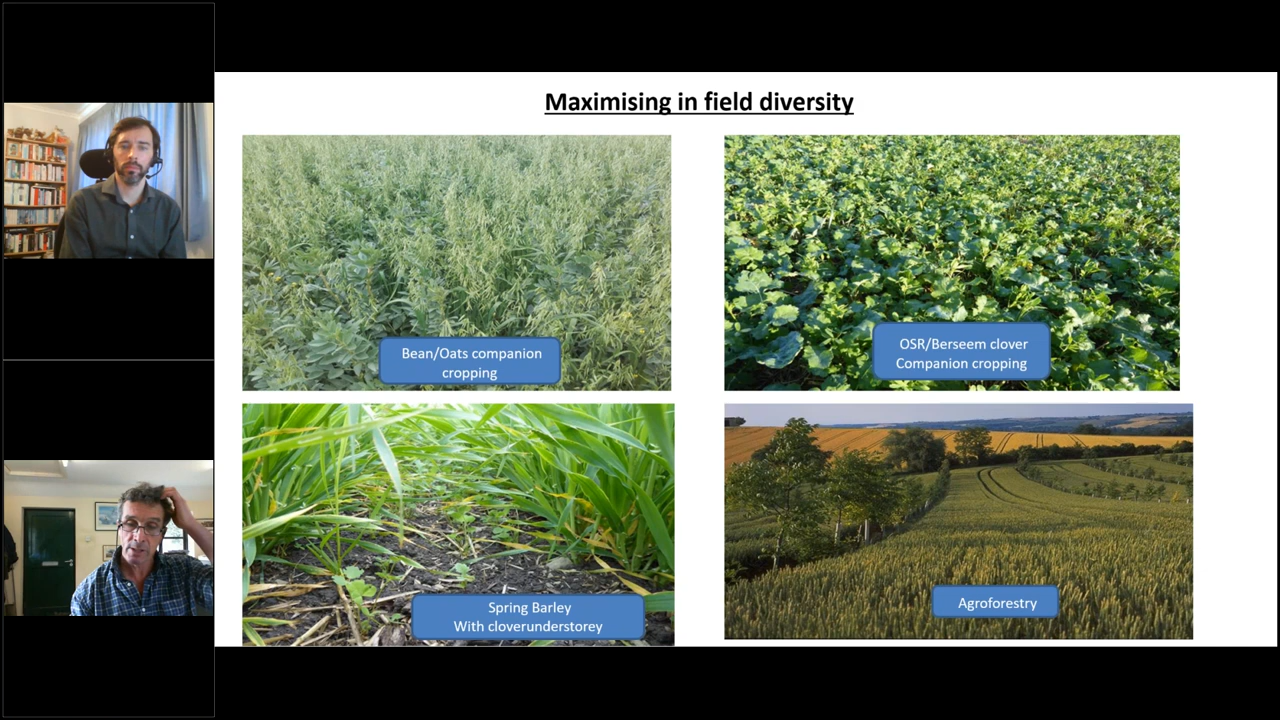 Maximising in field diversity
Bean/Oats companion
cropping
OSR/Berseem clover
Companion cropping
Spring Barley
With cloverunderstorey
Agroforestry